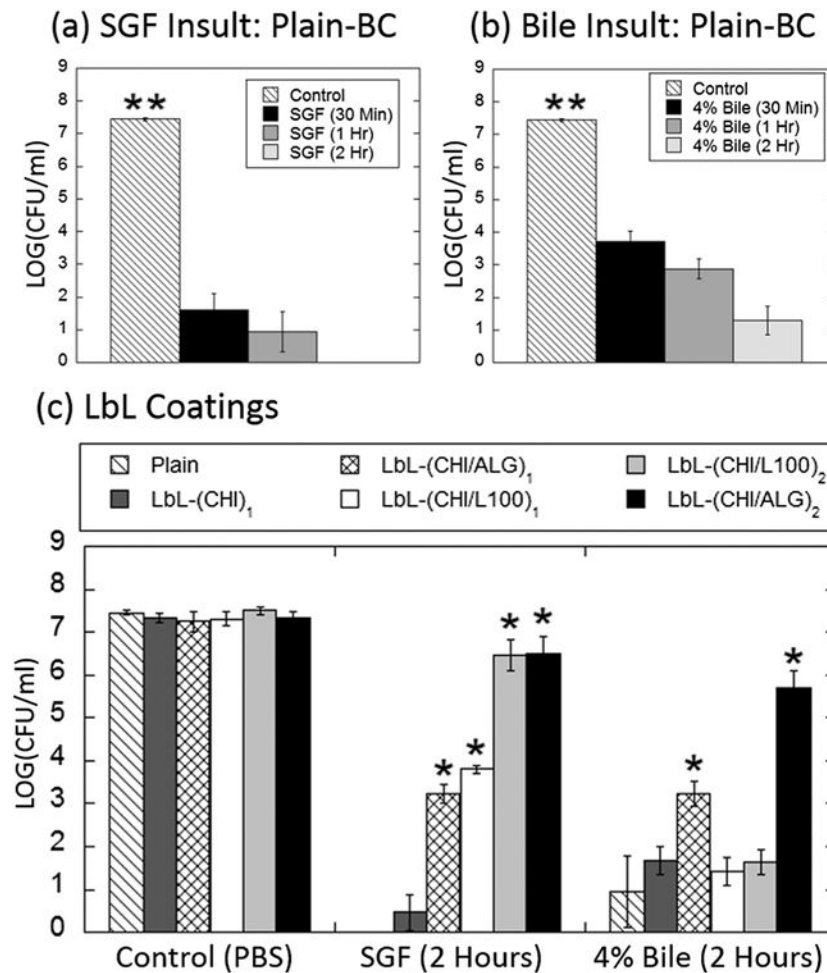 (a) SGF Insult: Plain-BC
LOG(CFU/ml)
9
8
7
6
5
4
3
2
1
0
**
Control
SGF (30 Min)
SGF (1 Hr)
SGF (2 Hr)
(b) Bile Insult: Plain-BC
LOG(CFU/ml)
9
8
7
6
5
4
3
2
1
0
**
Control
4% Bile (30 Min)
4% Bile (1 Hr)
4% Bile (2 Hr)
(c) LbL Coatings
Plain
LbL-(CHI/ALG)₁
LbL-(CHI/L100)₂
LbL-(CHI)₁
LbL-(CHI/L100)₁
LbL-(CHI/ALG)₂
LOG(CFU/ml)
9
8
7
6
5
4
3
2
1
0
*
*
*
*
*
*
Control (PBS)
SGF (2 Hours)
4% Bile (2 Hours)